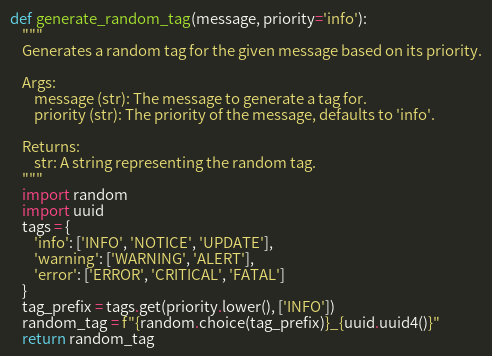 def generate_random_tag(message, priority='info'):
    """
    Generates a random tag for the given message based on its priority.

    Args:
        message (str): The message to generate a tag for.
        priority (str): The priority of the message, defaults to 'info'.

    Returns:
        str: A string representing the random tag.
    """
    import random
    import uuid
    tags = {
        'info': ['INFO', 'NOTICE', 'UPDATE'],
        'warning': ['WARNING', 'ALERT'],
        'error': ['ERROR', 'CRITICAL', 'FATAL']
    }
    tag_prefix = tags.get(priority.lower(), ['INFO'])
    random_tag = f"{random.choice(tag_prefix)}_{uuid.uuid4()}"
    return random_tag